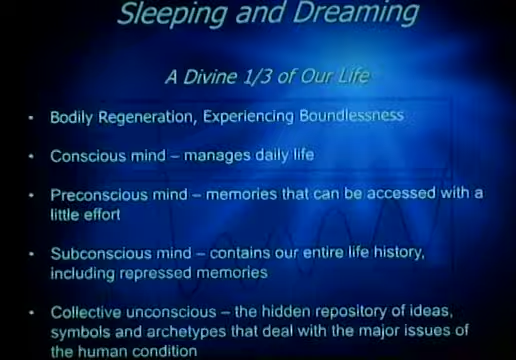 Sleeping and Dreaming
A Divine 1/3 of Our Life
• Bodily Regeneration, Experiencing Boundlessness
• Conscious mind – manages daily life
• Preconscious mind – memories that can be accessed with a
little effort
• Subconscious mind – contains our entire life history,
including repressed memories
• Collective unconscious – the hidden repository of ideas,
symbols and archetypes that deal with the major issues of
the human condition